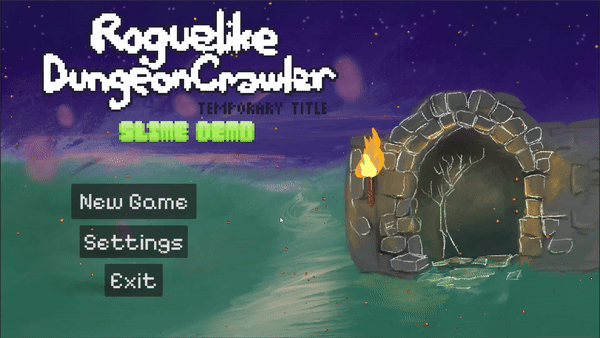 Roguelike
DungeonCrawler
TEMPORARY TITLE
SLIME DEMO
New Game
Settings
Exit